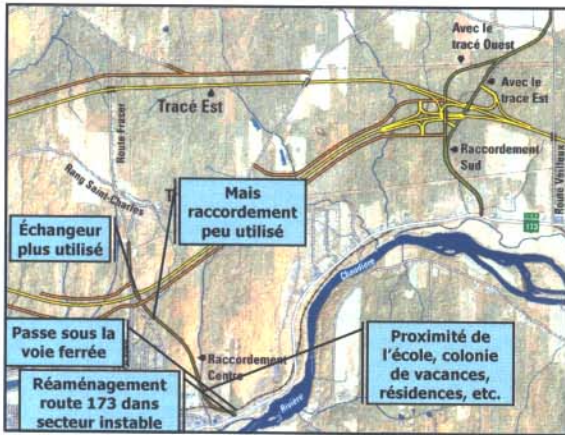 Avec le
tracé Ouest
Avec le
tracé Est
Tracé Est
Route Fraser
Rang Saint-Charles
T
Raccordement
Sud
Route Veilleux
Mais
raccordement
peu utilisé
Échangeur
plus utilisé
173
Chaudière
Passe sous la
voie ferrée
Raccordement
Centre
Proximité de
l'école, colonie
de vacances,
résidences, etc.
Réaménagement
route 173 dans
secteur instable
Rivière